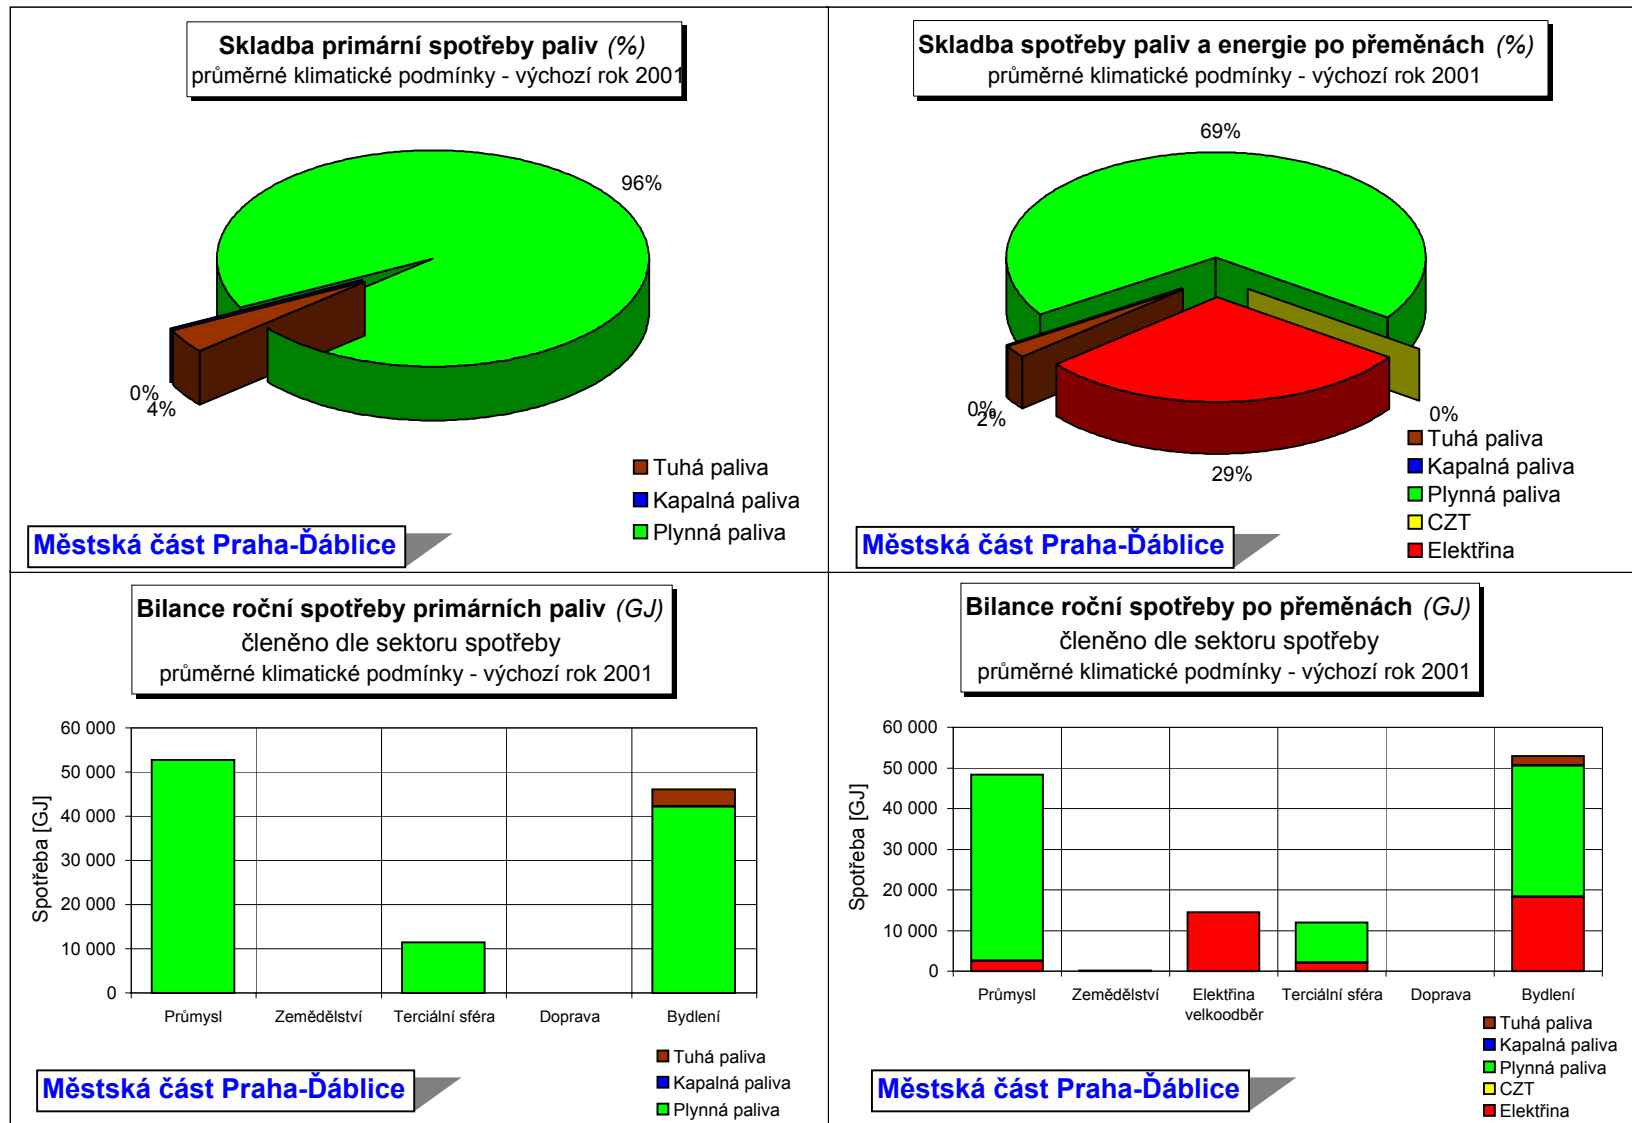 Skladba primární spotřeby paliv (%)
průměrné klimatické podmínky - výchozí rok 2001
96%
0%
4%
Tuhá paliva
Kapalná paliva
Plynná paliva
Městská část Praha-Ďáblice
Skladba spotřeby paliv a energie po přeměnách (%)
průměrné klimatické podmínky - výchozí rok 2001
69%
0%
2%
0%
29%
Tuhá paliva
Kapalná paliva
Plynná paliva
CZT
Elektřina
Městská část Praha-Ďáblice
Bilance roční spotřeby primárních paliv (GJ)
členěno dle sektoru spotřeby
průměrné klimatické podmínky - výchozí rok 2001
Spotřeba [GJ]
60 000
50 000
40 000
30 000
20 000
10 000
0
Průmysl Zemědělství Terciální sféra Doprava Bydlení
Tuhá paliva
Kapalná paliva
Plynná paliva
Městská část Praha-Ďáblice
Bilance roční spotřeby po přeměnách (GJ)
členěno dle sektoru spotřeby
průměrné klimatické podmínky - výchozí rok 2001
Spotřeba [GJ]
60 000
50 000
40 000
30 000
20 000
10 000
0
Průmysl Zemědělství Elektřina Terciální sféra Doprava Bydlení
velkoodběr
Tuhá paliva
Kapalná paliva
Plynná paliva
CZT
Elektřina
Městská část Praha-Ďáblice